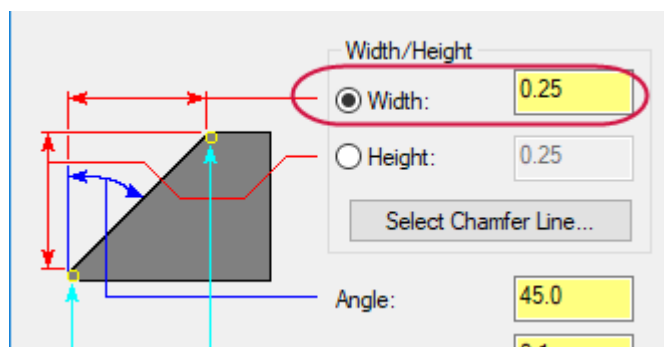 Width/Height
Width: 0.25
Height: 0.25
Select Chamfer Line...
Angle: 45.0